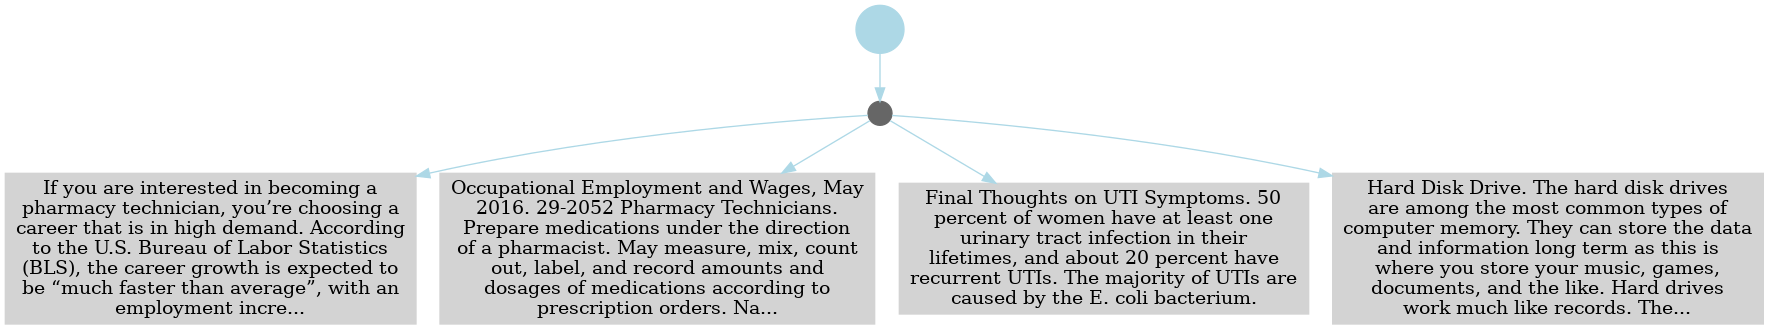 If you are interested in becoming a
pharmacy technician, you’re choosing a
career that is in high demand. According
to the U.S. Bureau of Labor Statistics
(BLS), the career growth is expected to
be “much faster than average”, with an
employment incre...
Occupational Employment and Wages, May
2016. 29-2052 Pharmacy Technicians.
Prepare medications under the direction
of a pharmacist. May measure, mix, count
out, label, and record amounts and
dosages of medications according to
prescription orders. Na...
Final Thoughts on UTI Symptoms. 50
percent of women have at least one
urinary tract infection in their
lifetimes, and about 20 percent have
recurrent UTIs. The majority of UTIs are
caused by the E. coli bacterium.
Hard Disk Drive. The hard disk drives
are among the most common types of
computer memory. They can store the data
and information long term as this is
where you store your music, games,
documents, and the like. Hard drives
work much like records. The...